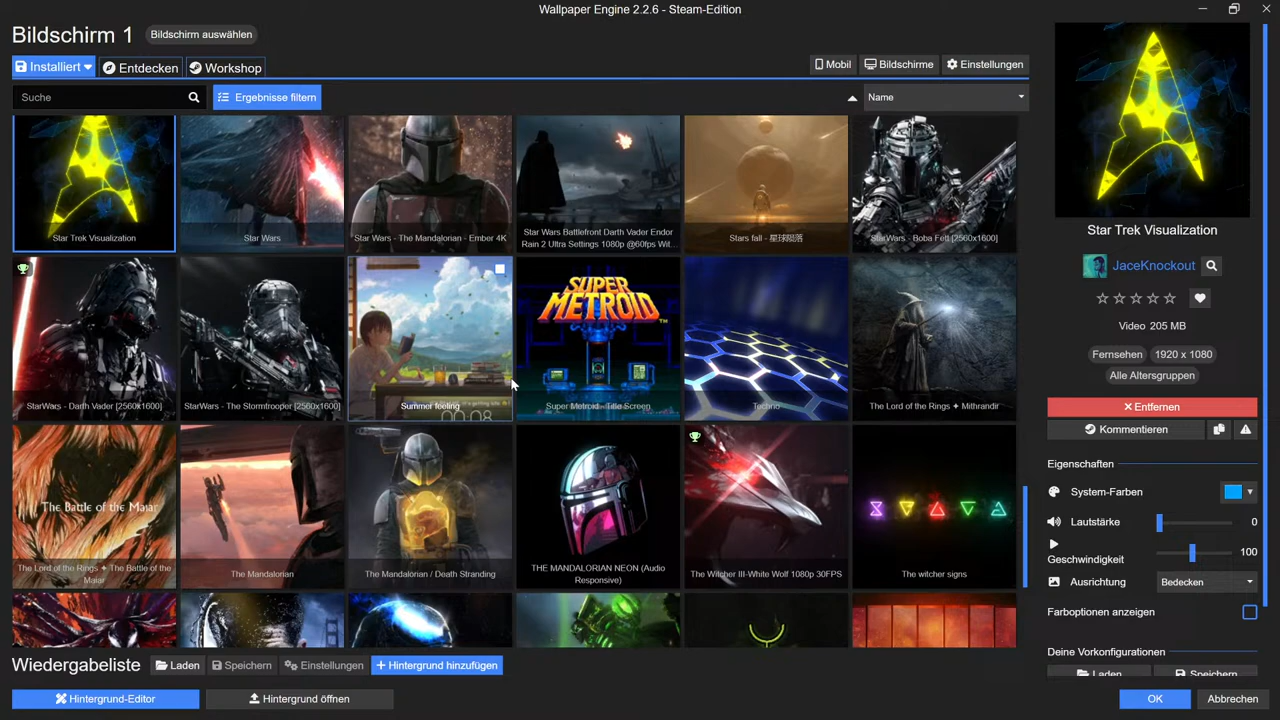 Wallpaper Engine 2.2.6 - Steam-Edition
Bildschirm 1
Bildschirm auswählen
Installiert
Entdecken
Workshop
Mobil
Bildschirme
Einstellungen
Suche
Ergebnisse filtern
Name
Star Trek Visualization
Star Wars
Star Wars - The Mandalorian - Ember 4K
Star Wars Battlefront Darth Vader Endor
Rain 2 Ultra Settings 1080p @60fps Wit...
Stars fall - 星球陨落
StarWars - Boba Fett [2560x1600]
StarWars - Darth Vader [2560x1600]
StarWars - The Stormtrooper [2560x1600]
Summer feeling
SUPER
METROID
Super Metroid - Title Screen
Techno
The Lord of the Rings ✦ Mithrandir
The Battle of the Maiar
The Lord of the Rings ✦ The Battle of the
Maiar
The Mandalorian
The Mandalorian / Death Stranding
THE MANDALORIAN NEON (Audio
Responsive)
The Witcher III-White Wolf 1080p 30FPS
The witcher signs
Star Trek Visualization
JaceKnockout
Video 205 MB
Fernsehen
1920 x 1080
Alle Altersgruppen
Entfernen
Kommentieren
Eigenschaften
System-Farben
Lautstärke
0
Geschwindigkeit
100
Ausrichtung
Bedecken
Farboptionen anzeigen
Deine Vorkonfigurationen
Laden
Speichern
Wiedergabeliste
Laden
Speichern
Einstellungen
Hintergrund hinzufügen
Hintergrund-Editor
Hintergrund öffnen
OK
Abbrechen